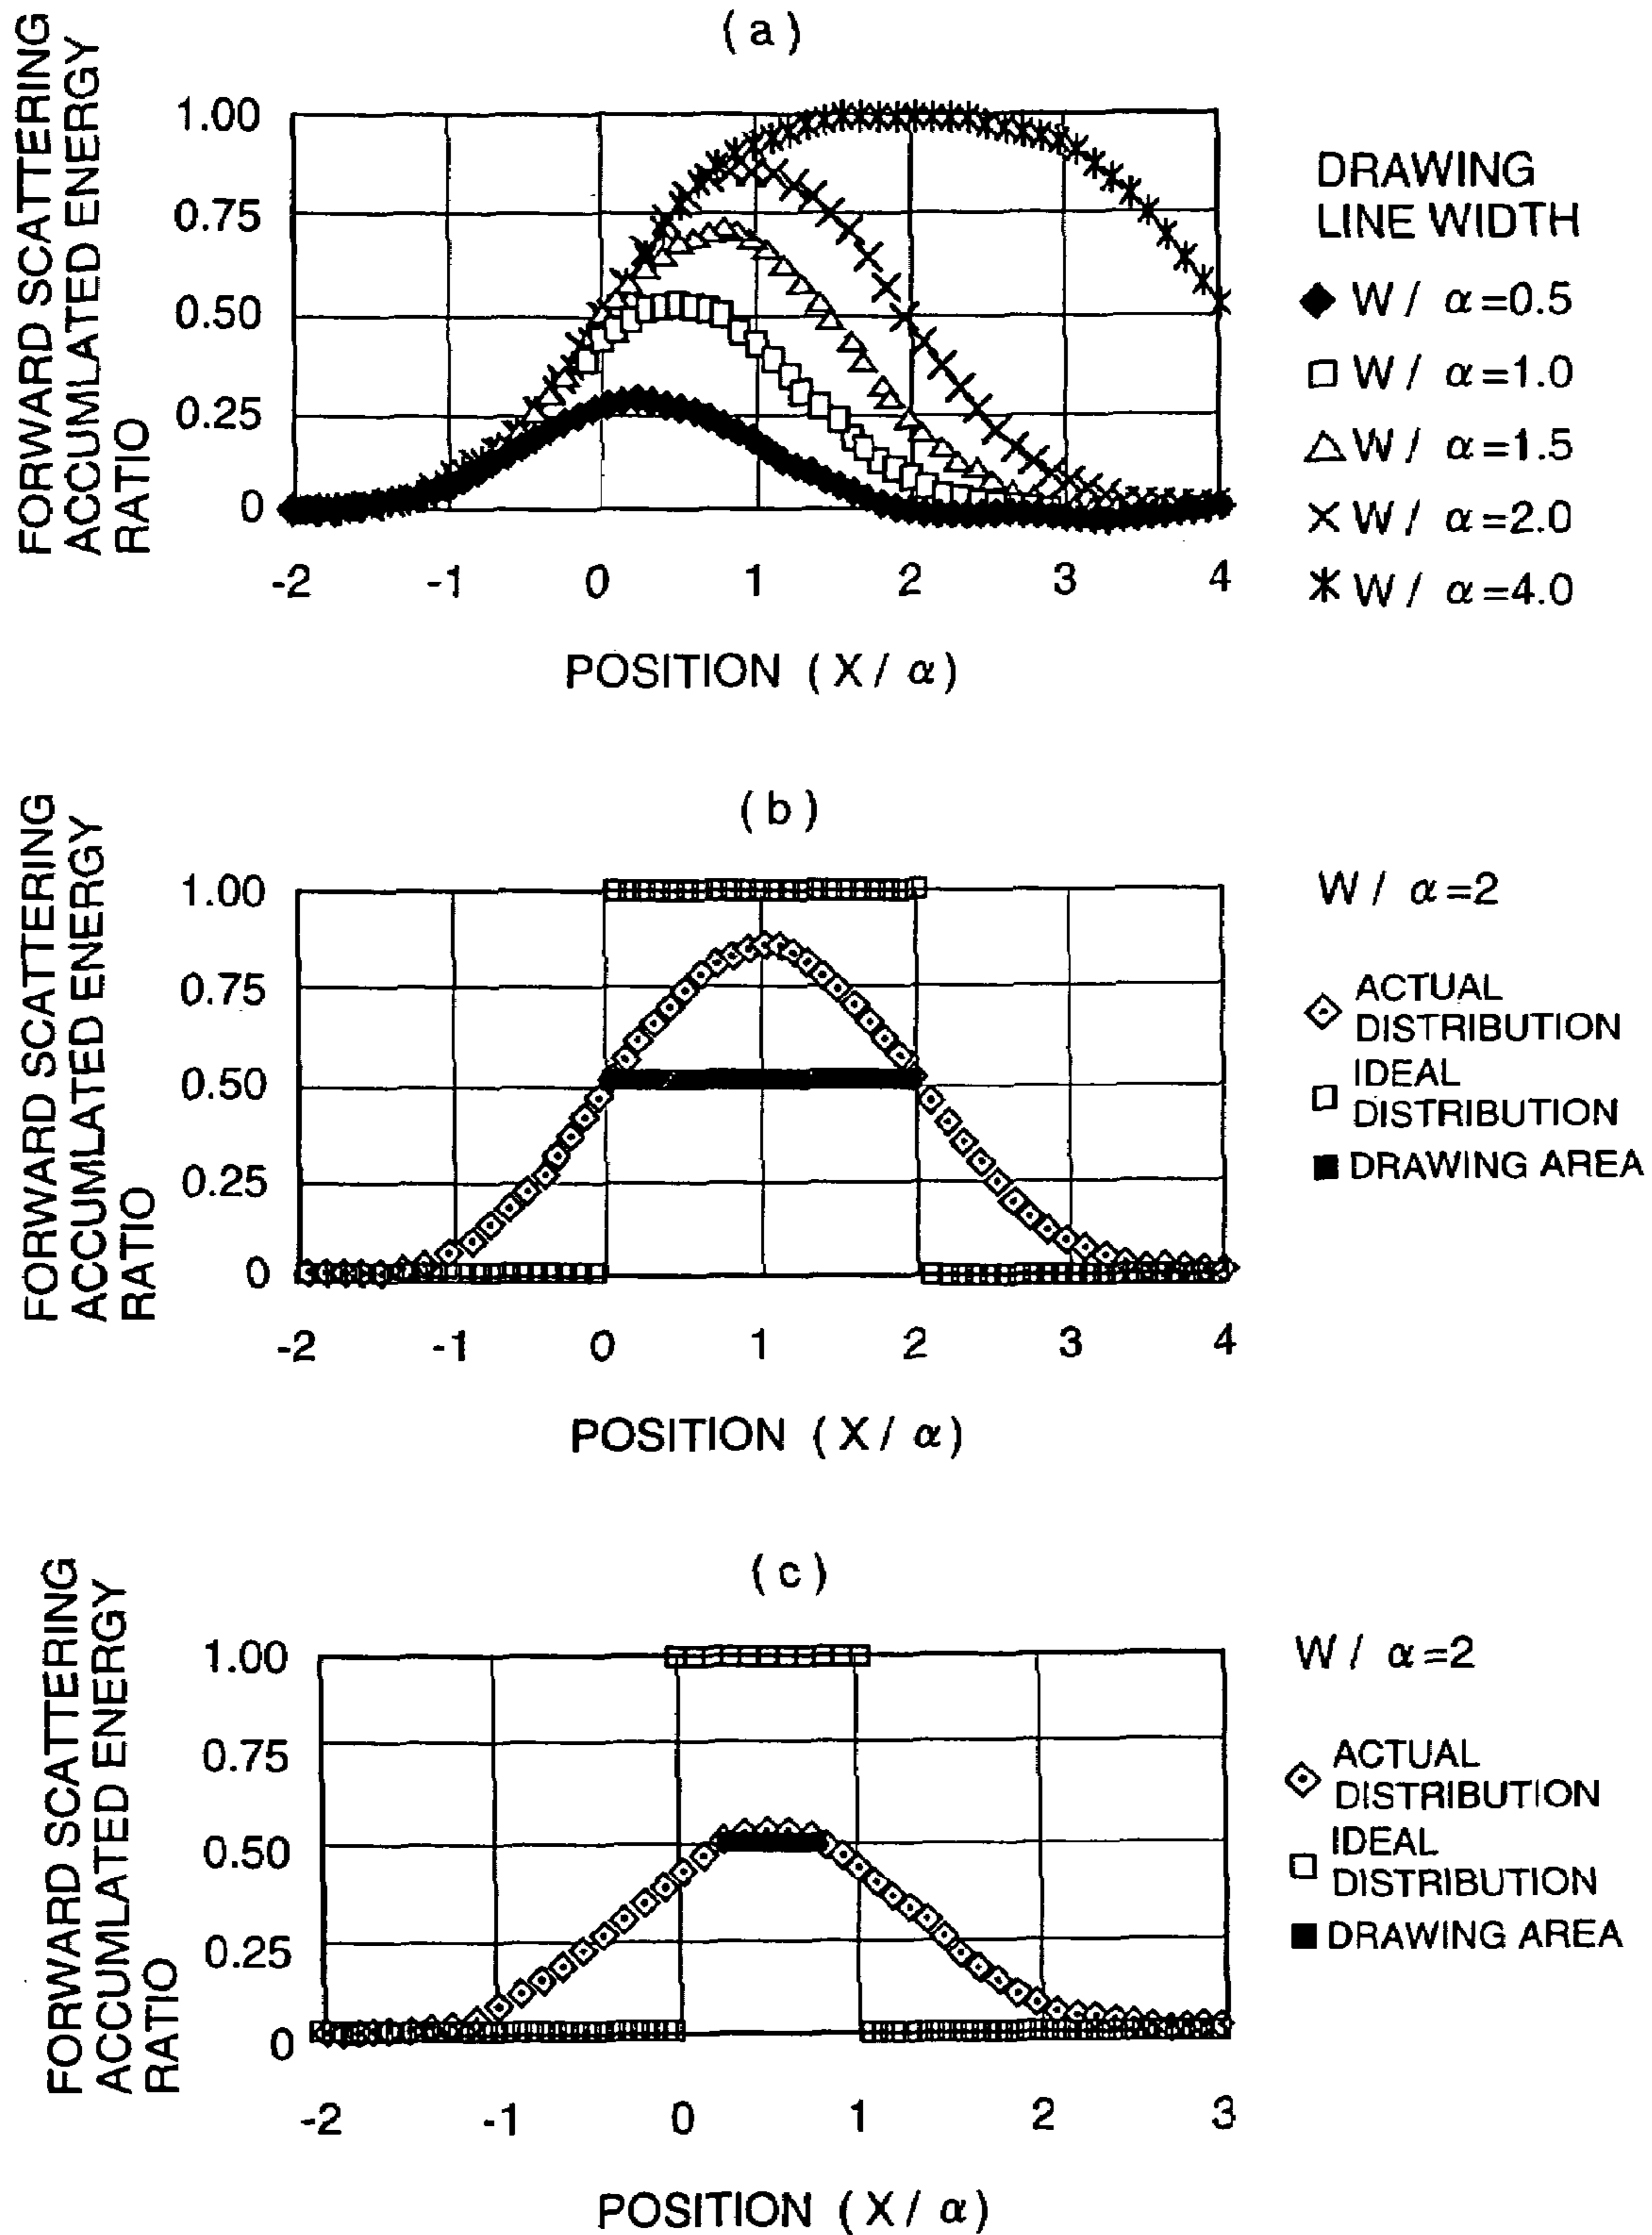 (a)
FORWARD SCATTERING
ACCUMLATED ENERGY
RATIO
1.00
0.75
0.50
0.25
0
-2 -1 0 1 2 3 4
POSITION (X/ α)
DRAWING
LINE WIDTH
W/ α=0.5
W/ α=1.0
W/ α=1.5
W/ α=2.0
W/ α=4.0
(b)
FORWARD SCATTERING
ACCUMLATED ENERGY
RATIO
1.00
0.75
0.50
0.25
0
-2 -1 0 1 2 3 4
POSITION (X/ α)
W/ α=2
ACTUAL
DISTRIBUTION
IDEAL
DISTRIBUTION
DRAWING AREA
(c)
FORWARD SCATTERING
ACCUMLATED ENERGY
RATIO
1.00
0.75
0.50
0.25
0
-2 -1 0 1 2 3
POSITION (X/ α)
W/ α=2
ACTUAL
DISTRIBUTION
IDEAL
DISTRIBUTION
DRAWING AREA